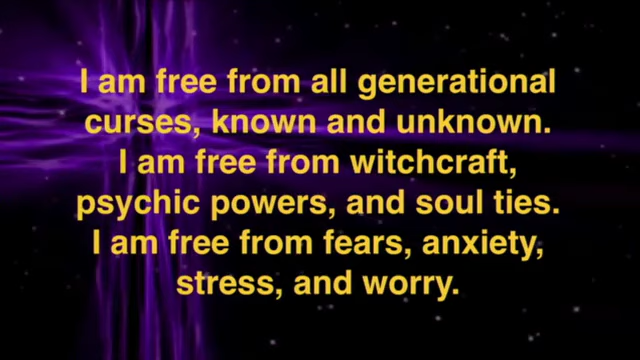 I am free from all generational
curses, known and unknown.
I am free from witchcraft,
psychic powers, and soul ties.
I am free from fears, anxiety,
stress, and worry.